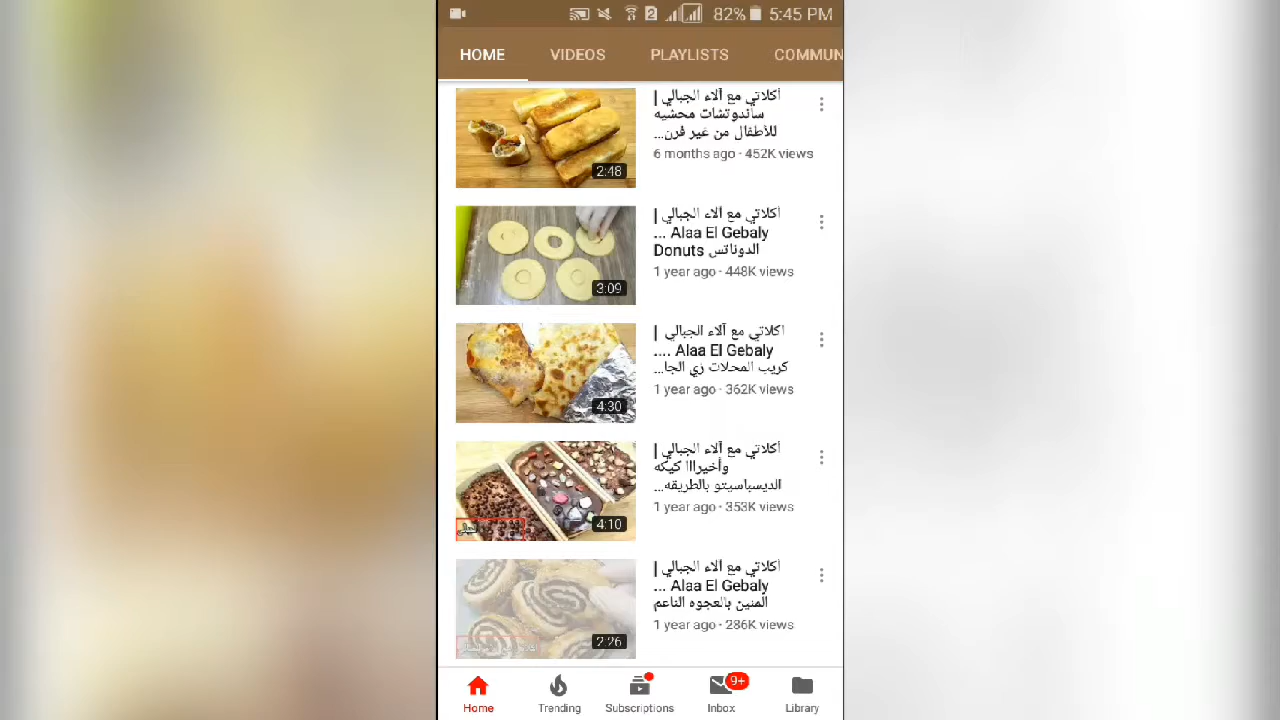 82% 5:45 PM
HOME VIDEOS PLAYLISTS COMMUN
أكلاتي مع آلاء الجبالي |
ساندوتشات محشيه
للأطفال من غير فرن...
6 months ago · 452K views
2:48
أكلاتي مع آلاء الجبالي |
... Alaa El Gebaly
Donuts الدوناتس
1 year ago · 448K views
3:09
اكلاتي مع آلاء الجبالي |
.... Alaa El Gebaly
كريب المحلات زي الجا...
1 year ago · 362K views
4:30
أكلاتي مع آلاء الجبالي |
وأخيرااا كيكه
الديسباسيتو بالطريقه...
1 year ago · 353K views
4:10
أكلاتي مع آلاء الجبالي |
... Alaa El Gebaly
المنين بالعجوه الناعم
1 year ago · 286K views
2:26
9+
Home Trending Subscriptions Inbox Library